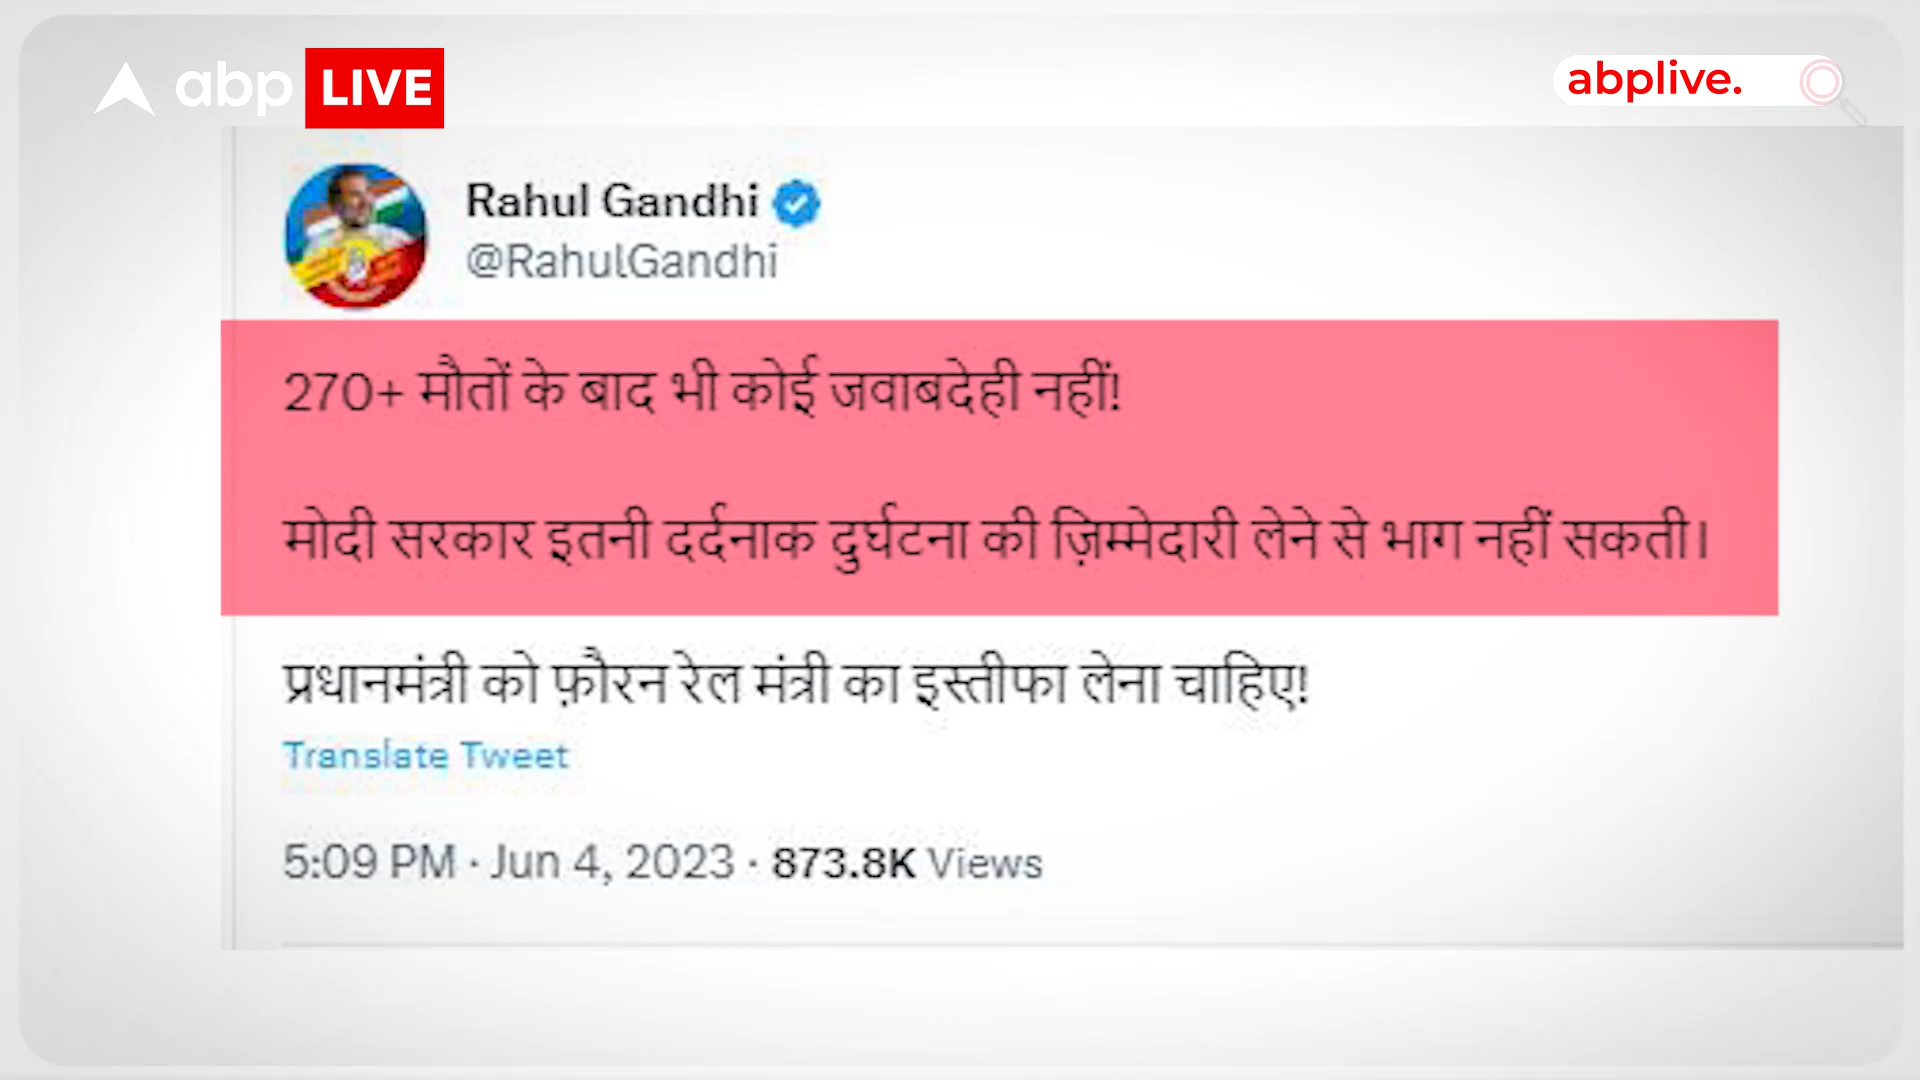 abp LIVE
abplive.
Rahul Gandhi
@RahulGandhi
270+ मौतों के बाद भी कोई जवाबदेही नहीं!
मोदी सरकार इतनी दर्दनाक दुर्घटना की ज़िम्मेदारी लेने से भाग नहीं सकती।
प्रधानमंत्री को फ़ौरन रेल मंत्री का इस्तीफा लेना चाहिए!
Translate Tweet
5:09 PM · Jun 4, 2023 · 873.8K Views